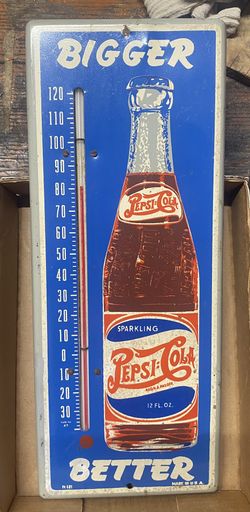 BIGGER
120
110
100
90
80
70
60
50
40
30
20
10
0
10
20
30
PEPSI-COLA
SPARKLING
PEPSI-COLA
12 FL. OZ.
BETTER
MADE IN U.S.A.